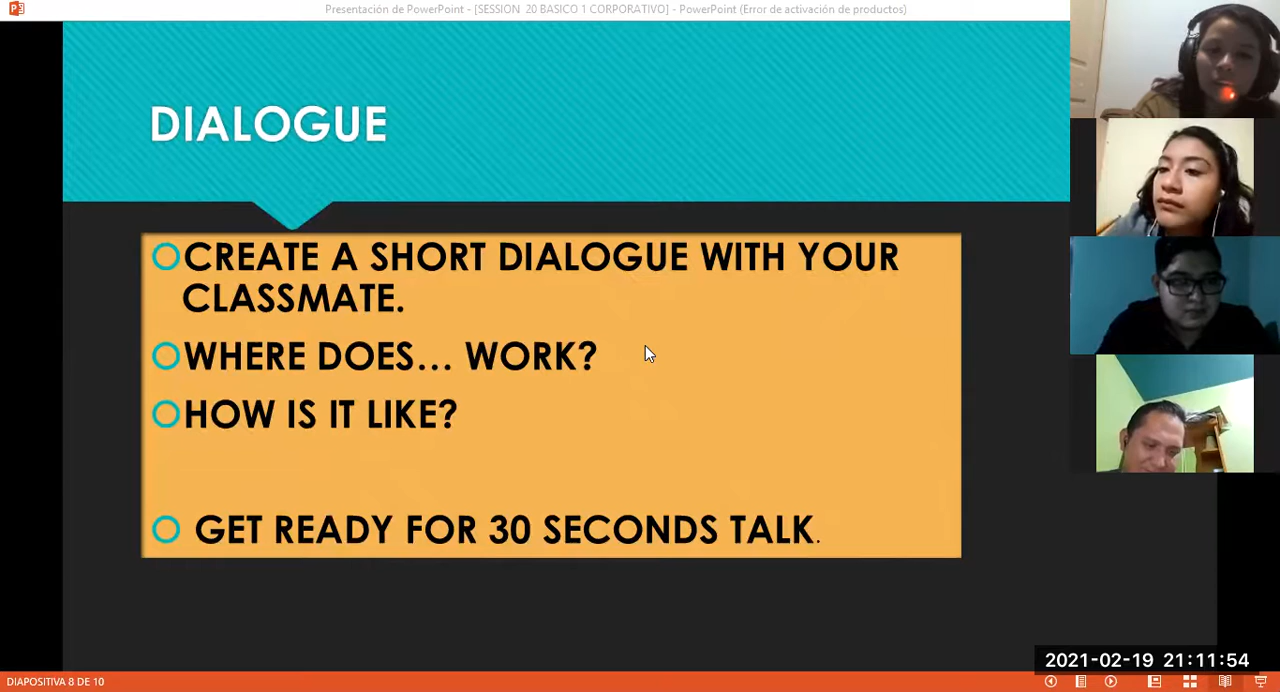 Presentación de PowerPoint - [SESSION  20 BASICO 1 CORPORATIVO] - PowerPoint (Error de activación de productos)
DIALOGUE
CREATE A SHORT DIALOGUE WITH YOUR
CLASSMATE.
WHERE DOES... WORK?
HOW IS IT LIKE?
GET READY FOR 30 SECONDS TALK.
2021-02-19 21:11:54
DIAPOSITIVA 8 DE 10